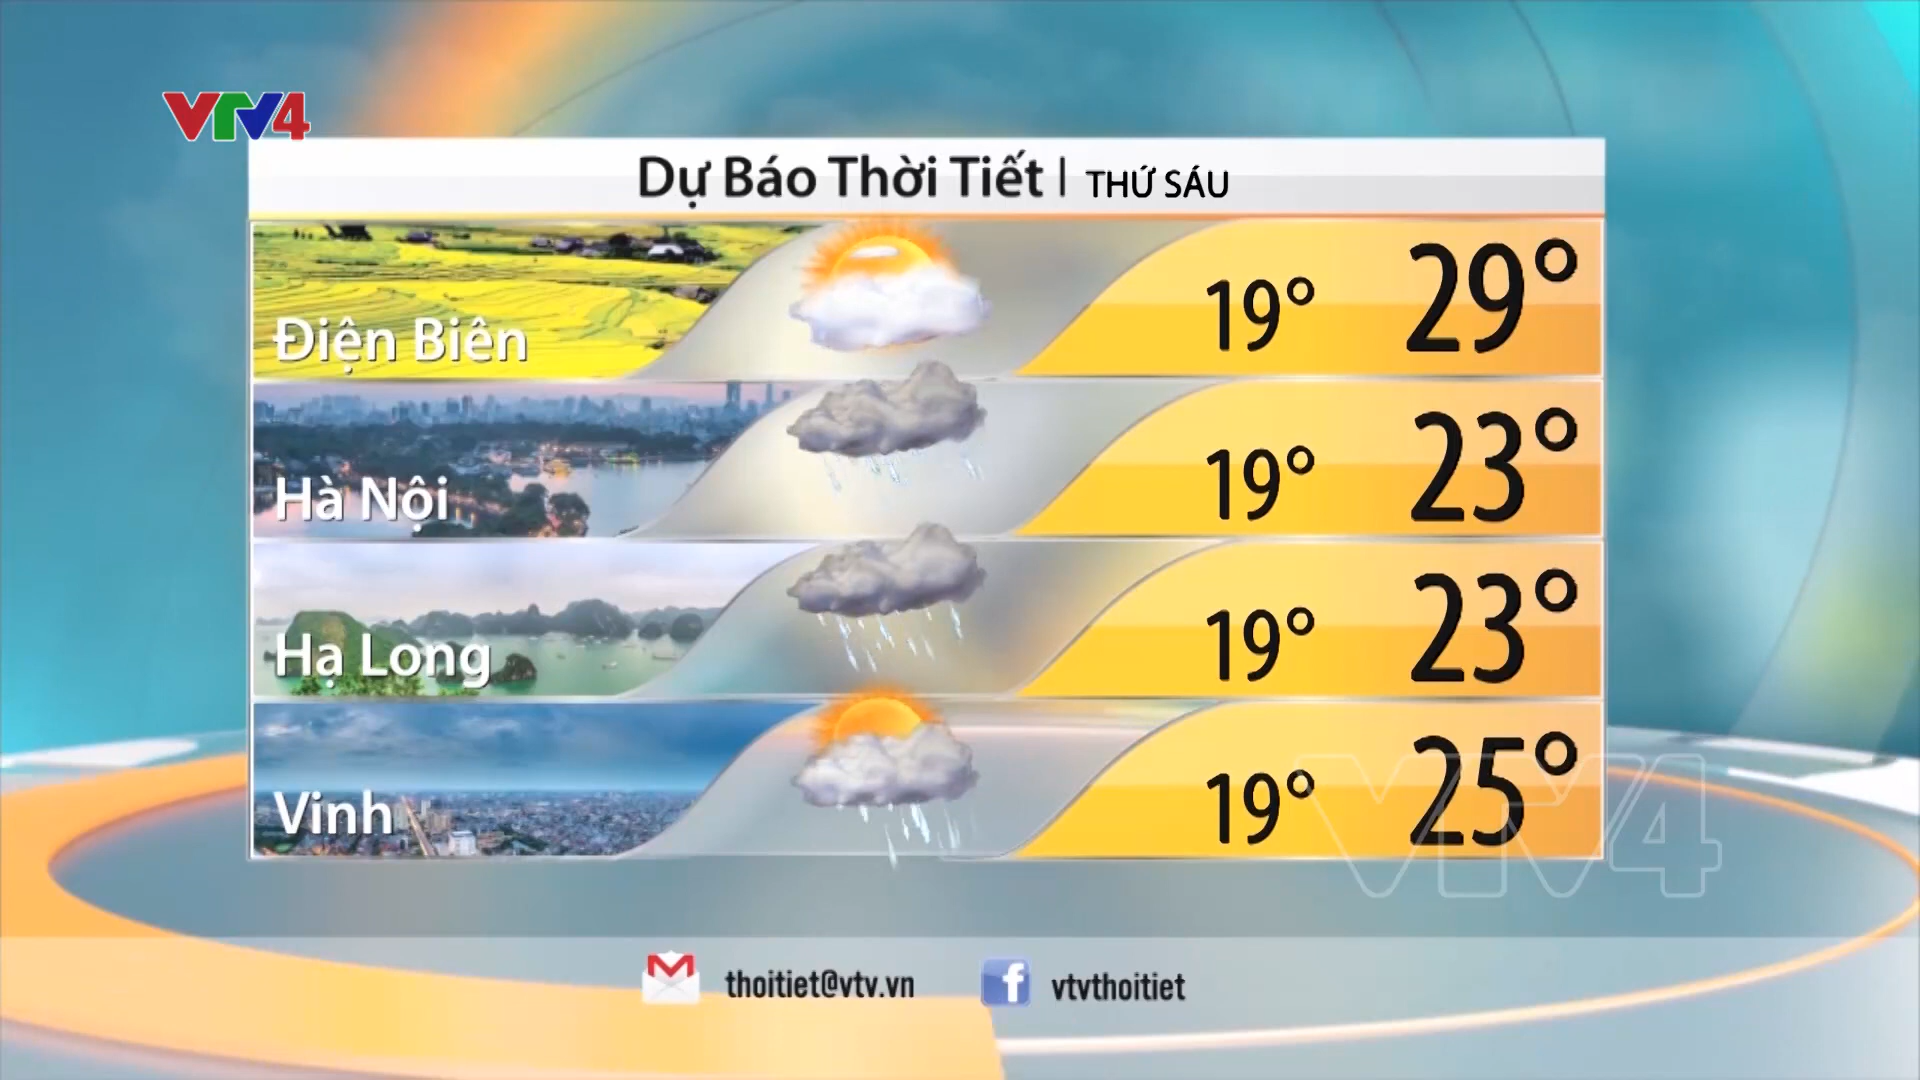 VTV4
Dự Báo Thời Tiết | THỨ SÁU
Điện Biên 19° 29°
Hà Nội 19° 23°
Hạ Long 19° 23°
Vinh 19° 25°
VTV4
thoitiet@vtv.vn vtvthoitiet